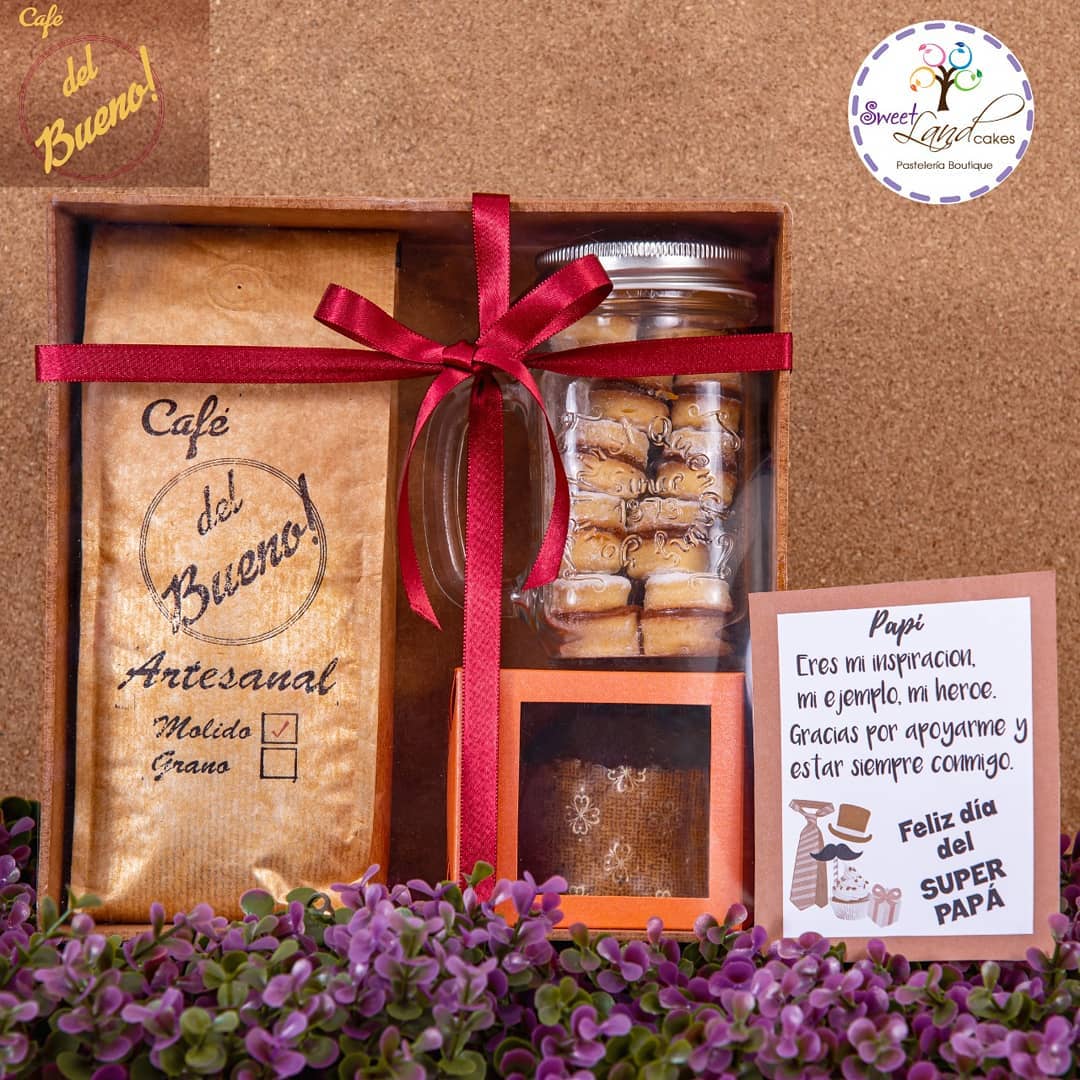 Café
del
Bueno!
Sweet
Land
cakes
Pastelería Boutique
Café
del
Bueno!
Artesanal
Molido
Grano
Papí
Eres mi inspiracion,
mi ejemplo, mi heroe.
Gracias por apoyarme y
estar siempre conmigo.
Feliz día
del
SUPER
PAPÁ